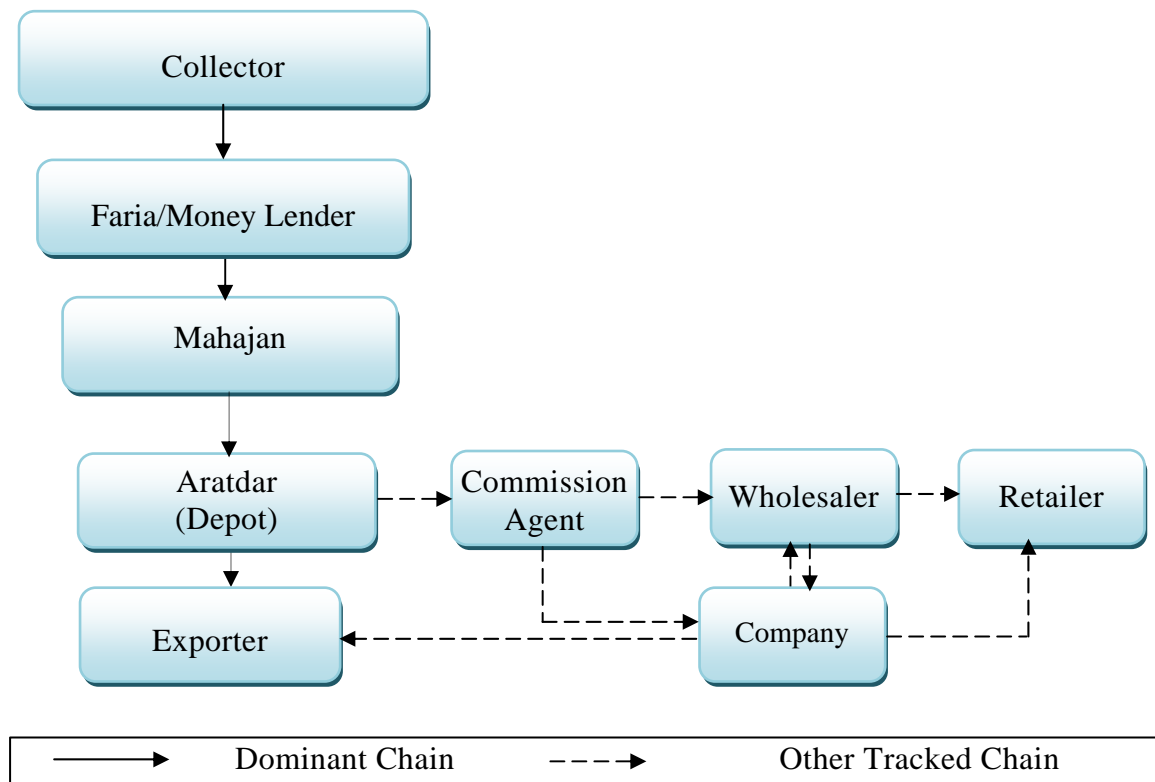 Collector
Faria/Money Lender
Mahajan
Aratdar
(Depot)
Commission
Agent
Wholesaler
Retailer
Exporter
Company
Dominant Chain
Other Tracked Chain